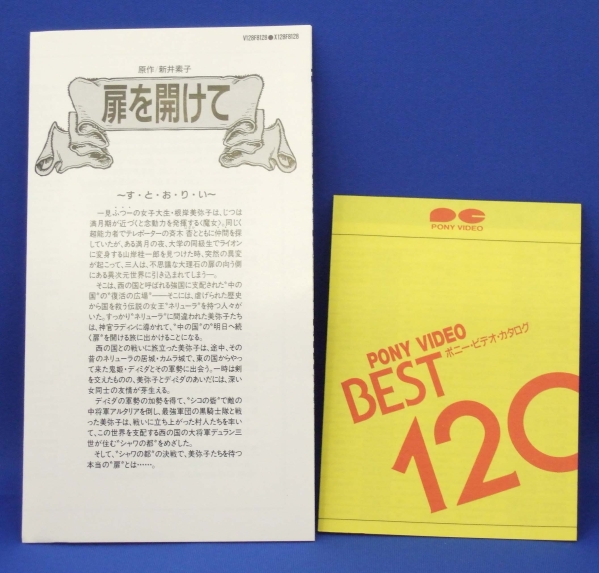 V128F8128●X128F8128
原作/新井素子
扉を開けて
〜す・と・お・り・い〜
一見ふつーの女子大生・根岸美弥子は、じつは
満月期が近づくと念動力を発揮する〈魔女〉。同じく
超能力者でテレポーターの斉木 杳とともに仲間を探
していたが、ある満月の夜、大学の同級生でライオン
に変身する山岸桂一郎を見つけた時、突然の異変
が起こって、三人は、不思議な大理石の扉の向う側
にある異次元世界に引き込まれてしまう―。
そこは、西の国と呼ばれる強国に支配された“中の
国”の“復活の広場”――そこには、虐げられた歴史
から国を救う伝説の女王“ネリューラ”を待つ人々が
いた。すっかり“ネリューラ”に間違われた美弥子たち
は、神官ラディンに導かれて、“中の国”の“明日へ続
く扉”を開ける旅に出かけることになる。
西の国との戦いに旅立った美弥子は、途中、その
昔のネリューラの居城・カムラ城で、東の国からやっ
て来た鬼姫・ディミダとその軍勢に出会う。一時は剣
を交えたものの、美弥子とディミダのあいだには、深い
女同士の友情が芽生える。
ディミダの軍勢の加勢を得て、“シコの砦”で敵の
中将軍アルタリアを倒し、最強軍団の黒騎士隊と戦
った美弥子は、戦いに立ち上がった村人たちを率い
て、この世界を支配する西の国の大将軍デュラン三
世が住む“シャワの都”をめざした。
そして、“シャワの都”の決戦で、美弥子たちを待つ
本当の“扉”とは……。
PONY VIDEO
PONY VIDEO
ポニー・ビデオ・カタログ
BEST
120